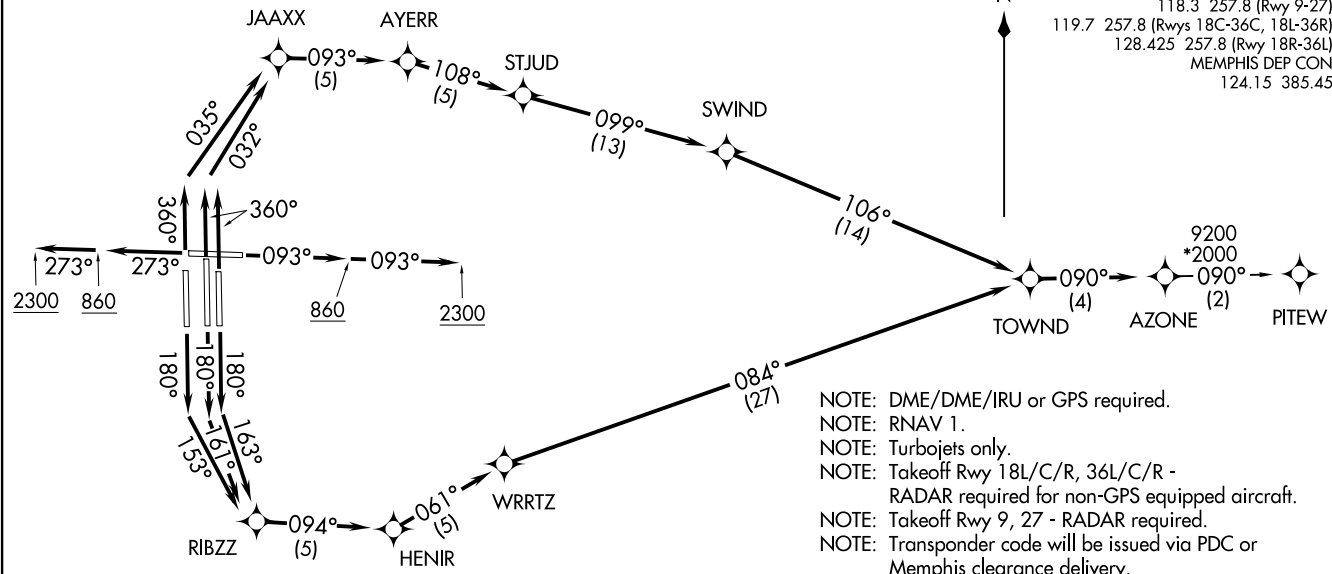 118.3 257.8 (Rwy 9-27)
119.7 257.8 (Rwys 18C-36C, 18L-36R)
128.425 257.8 (Rwy 18R-36L)
MEMPHIS DEP CON
124.15 385.45
JAAXX
AYERR
093°
(5)
108°
(5)
STJUD
099°
(13)
SWIND
106°
(14)
035°
032°
360°
360°
273°
273°
093°
093°
2300
860
860
2300
9200
*2000
090°
(4)
090°
(2)
TOWND
AZONE
PITEW
180°
180°
180°
153°
161°
163°
084°
(27)
RIBZZ
094°
(5)
HENIR
061°
(5)
WRRTZ
NOTE: DME/DME/IRU or GPS required.
NOTE: RNAV 1.
NOTE: Turbojets only.
NOTE: Takeoff Rwy 18L/C/R, 36L/C/R -
RADAR required for non-GPS equipped aircraft.
NOTE: Takeoff Rwy 9, 27 - RADAR required.
NOTE: Transponder code will be issued via PDC or
Memphis clearance delivery.